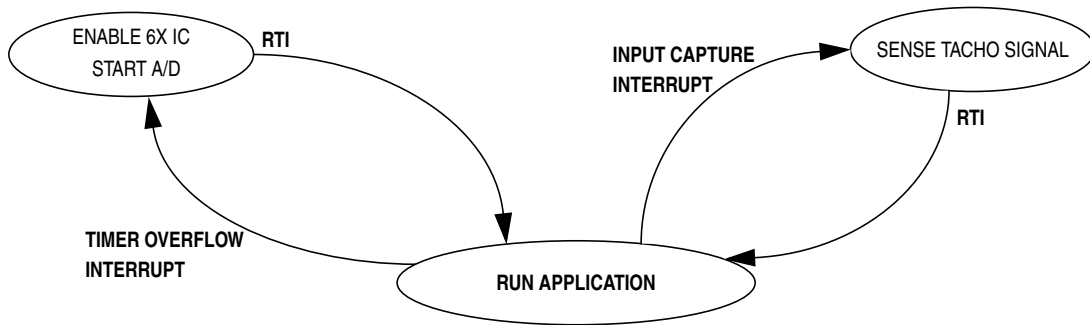 ENABLE 6X IC
START A/D
RTI
INPUT CAPTURE
INTERRUPT
SENSE TACHO SIGNAL
RTI
TIMER OVERFLOW
INTERRUPT
RUN APPLICATION